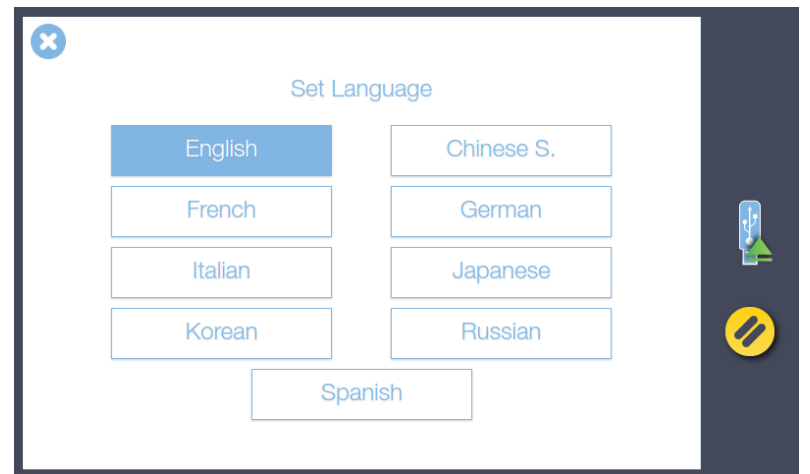 Set Language
English
Chinese S.
French
German
Italian
Japanese
Korean
Russian
Spanish